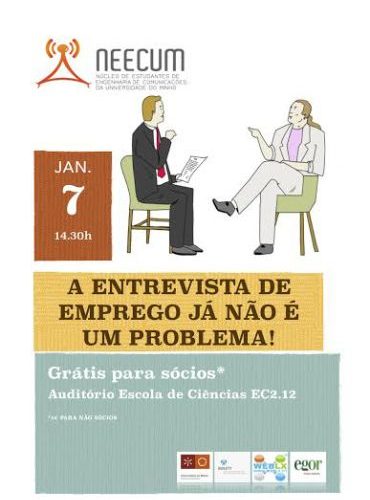 NEECUM
NÚCLEO DE ESTUDANTES DE
ENGENHARIA DE COMUNICAÇÕES
DA UNIVERSIDADE DO MINHO
JAN.
7
14.30h
A ENTREVISTA DE
EMPREGO JÁ NÃO É
UM PROBLEMA!
Grátis para sócios*
Auditório Escola de Ciências EC2.12
PARA NÃO SÓCIOS
WEBLX
egor